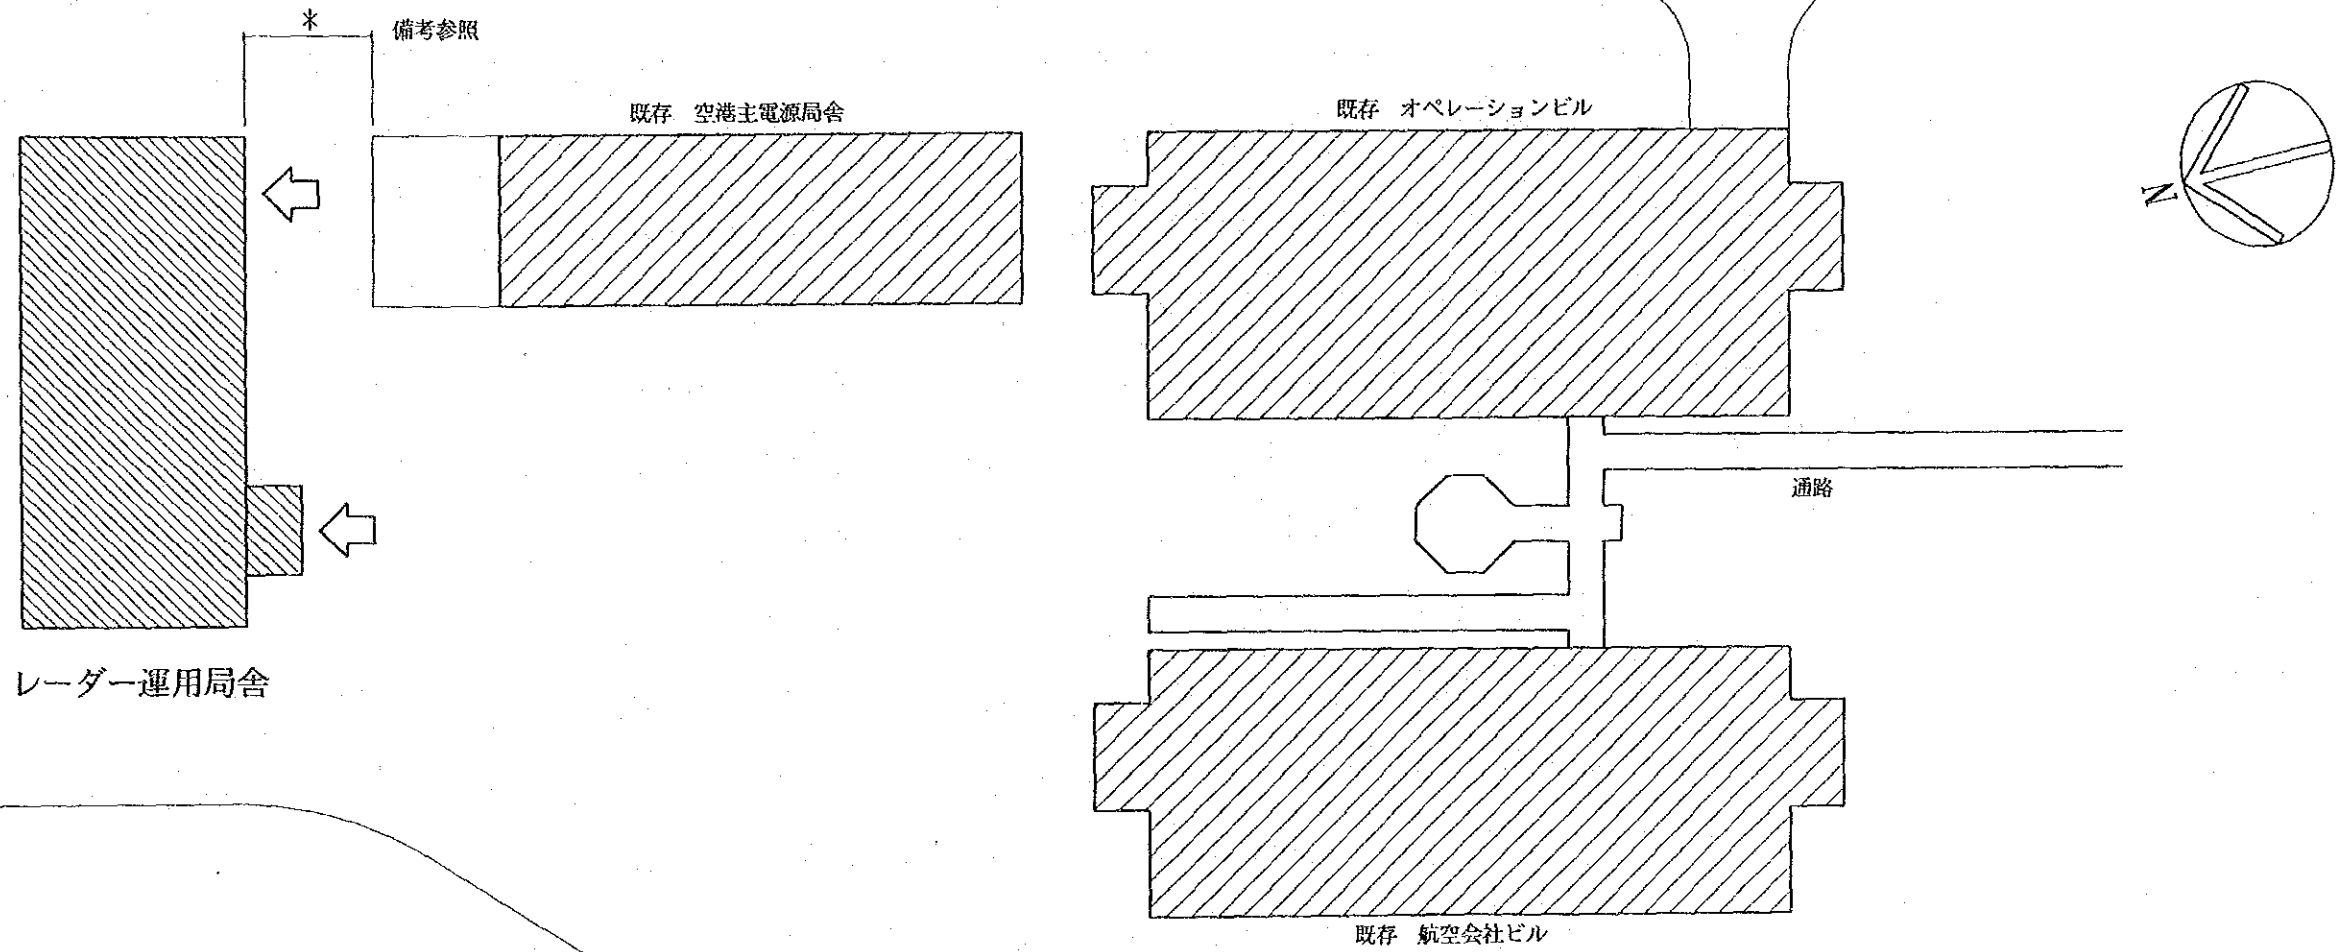 * 備考参照
既存 空港主電源局舎
既存 オペレーションビル
N
通路
レーダー運用局舎
既存 航空会社ビル